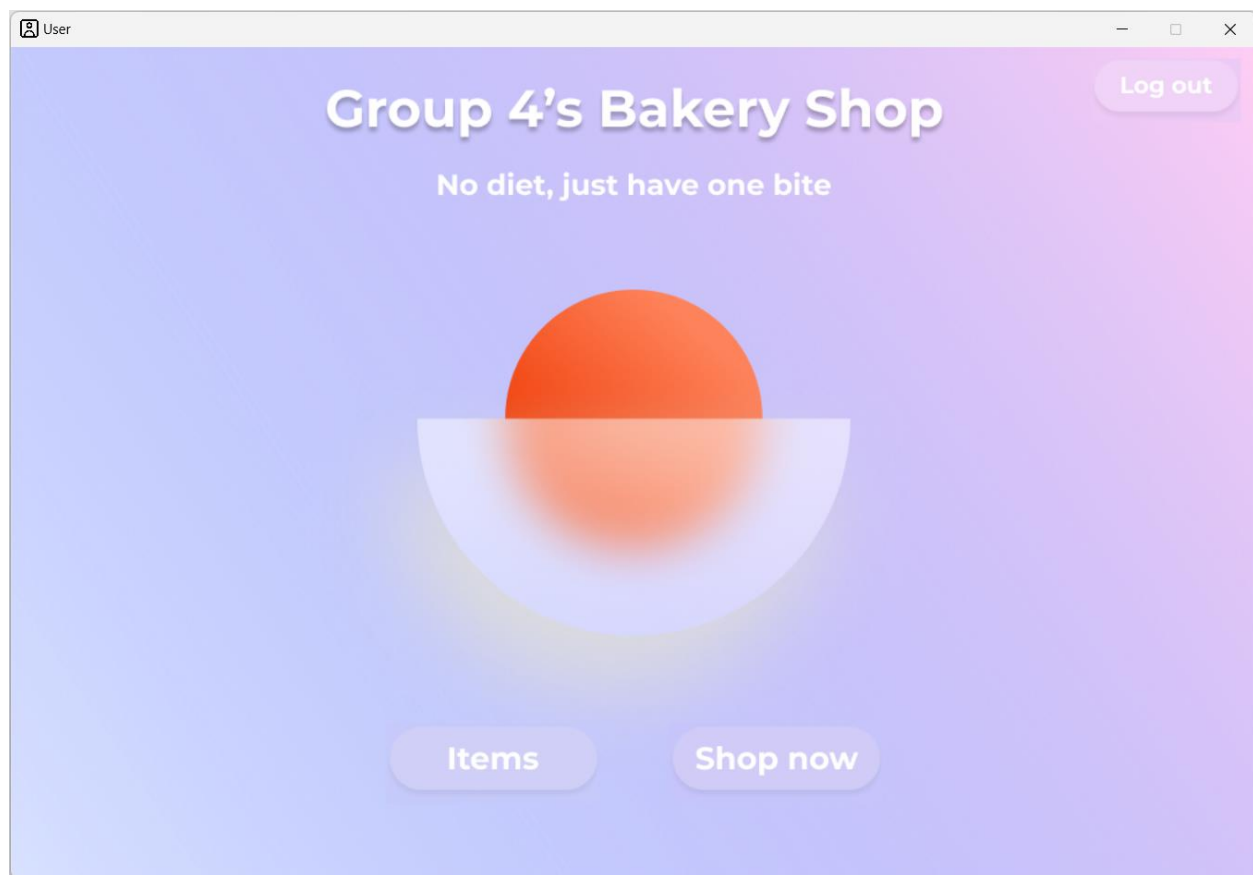 User
Log out
Group 4’s Bakery Shop
No diet, just have one bite
Items
Shop now